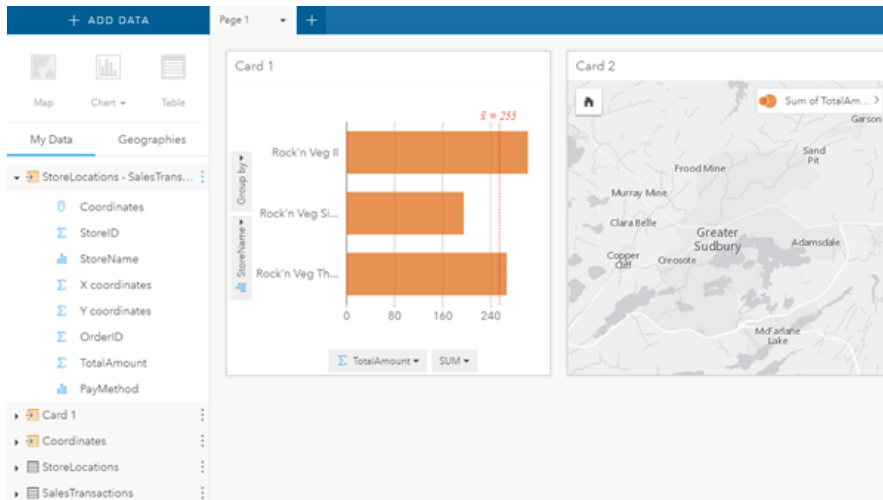 + ADD DATA
Page 1
+
Map
Chart
Table
My Data
Geographies
StoreLocations - SalesTrans...
Coordinates
StoreID
StoreName
X coordinates
Y coordinates
OrderID
TotalAmount
PayMethod
Card 1
Coordinates
StoreLocations
SalesTransactions
Card 1
x̄ = 255
Group by
StoreName
Rock'n Veg II
Rock'n Veg Si...
Rock'n Veg Th...
0 80 160 240
Σ TotalAmount
SUM
Card 2
Sum of TotalAm... >
Garson
Sand
Pit
Frood Mine
Murray Mine
Clara Belle
Greater
Sudbury
Adamsdale
Copper
Cliff
Creosote
McFarlane
Lake